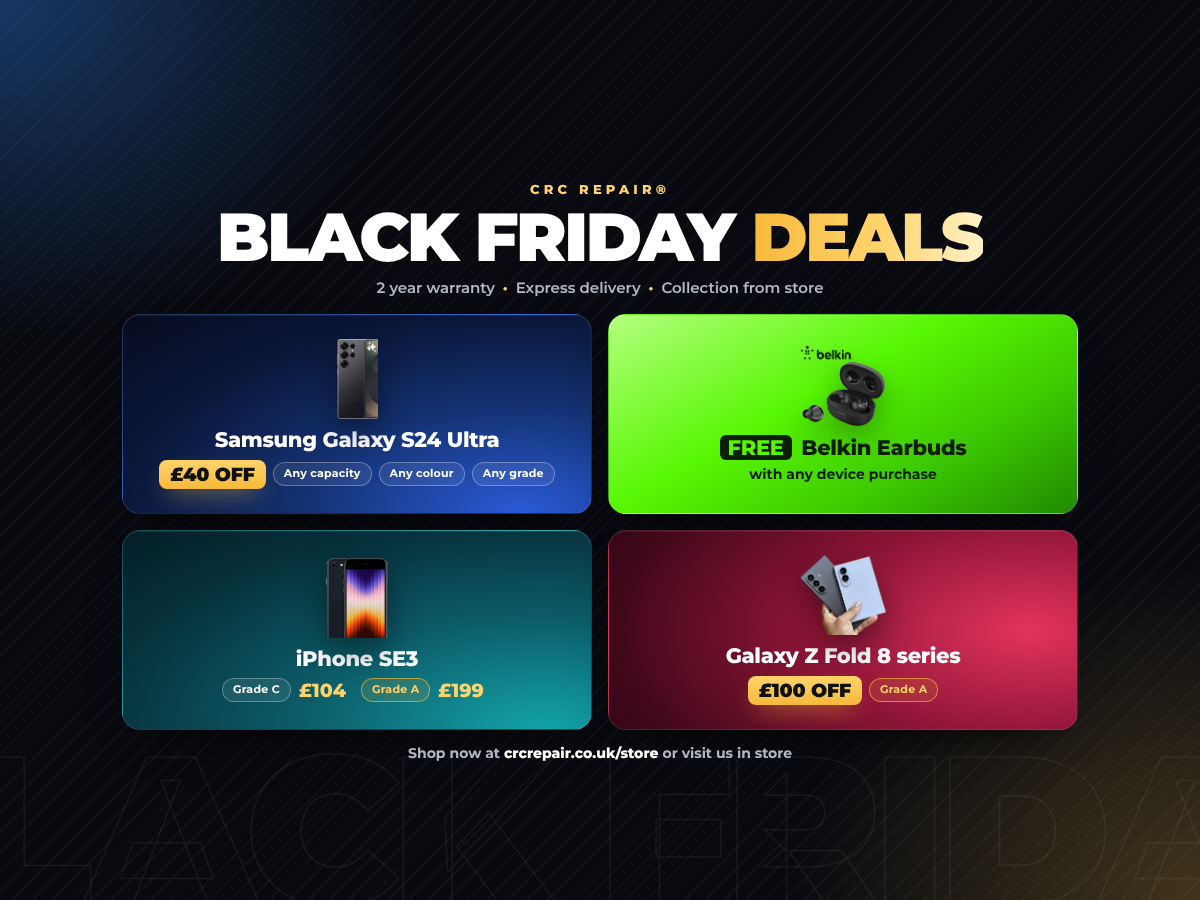 CRC REPAIR®
BLACK FRIDAY DEALS
2 year warranty • Express delivery • Collection from store
Samsung Galaxy S24 Ultra
£40 OFF Any capacity Any colour Any grade
belkin
FREE Belkin Earbuds
with any device purchase
iPhone SE3
Grade C £104 Grade A £199
Galaxy Z Fold 8 series
£100 OFF Grade A
Shop now at crcrepair.co.uk/store or visit us in store
LACK FRIDA